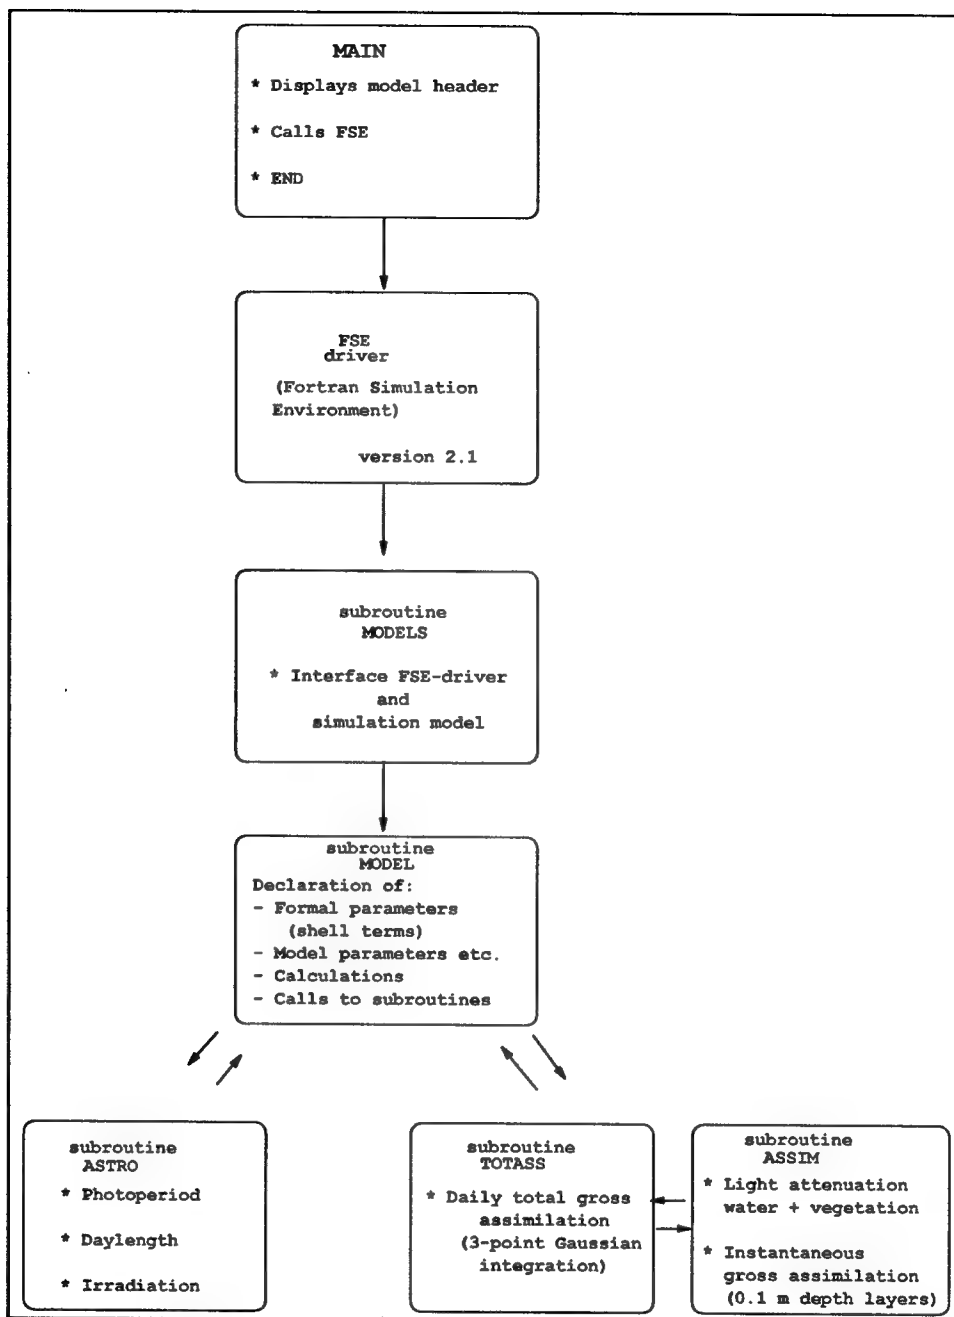 MAIN
* Displays model header
* Calls FSE
* END
FSE
driver
(Fortran Simulation
Environment)
version 2.1
subroutine
MODELS
* Interface FSE-driver
and
simulation model
subroutine
MODEL
Declaration of:
- Formal parameters
(shell terms)
- Model parameters etc.
- Calculations
- Calls to subroutines
subroutine
ASTRO
* Photoperiod
* Daylength
* Irradiation
subroutine
TOTASS
* Daily total gross
assimilation
(3-point Gaussian
integration)
subroutine
ASSIM
* Light attenuation
water + vegetation
* Instantaneous
gross assimilation
(0.1 m depth layers)